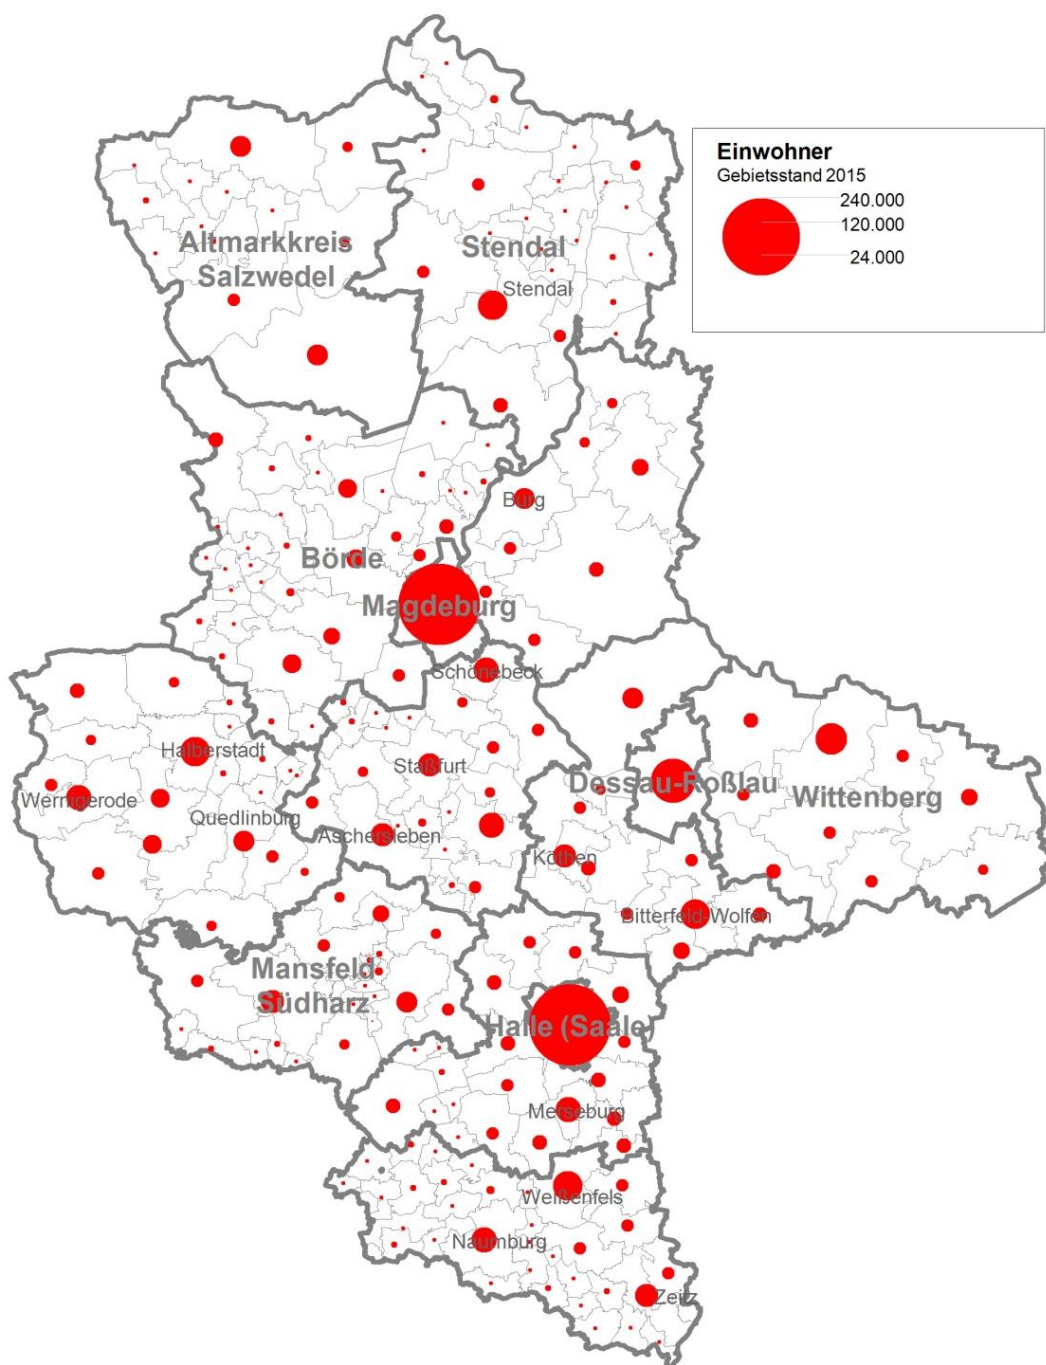 Einwohner
Gebietsstand 2015
240.000
120.000
24.000
Altmarkkreis
Salzwedel
Stendal
Stendal
Burg
Börde
Magdeburg
Schönebeck
Halberstadt
Staßfurt
Dessau-Roßlau
Wittenberg
Wernigerode
Quedlinburg
Aschersleben
Köthen
Bitterfeld-Wolfen
Mansfeld
Südharz
Halle (Saale)
Merseburg
Weißenfels
Naumburg
Zeitz